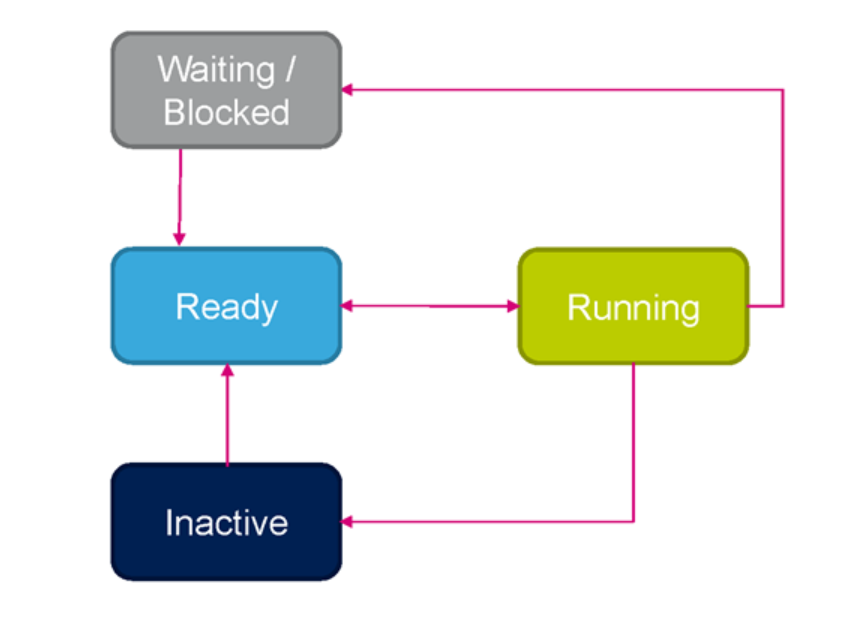 Waiting /
Blocked
Ready
Running
Inactive